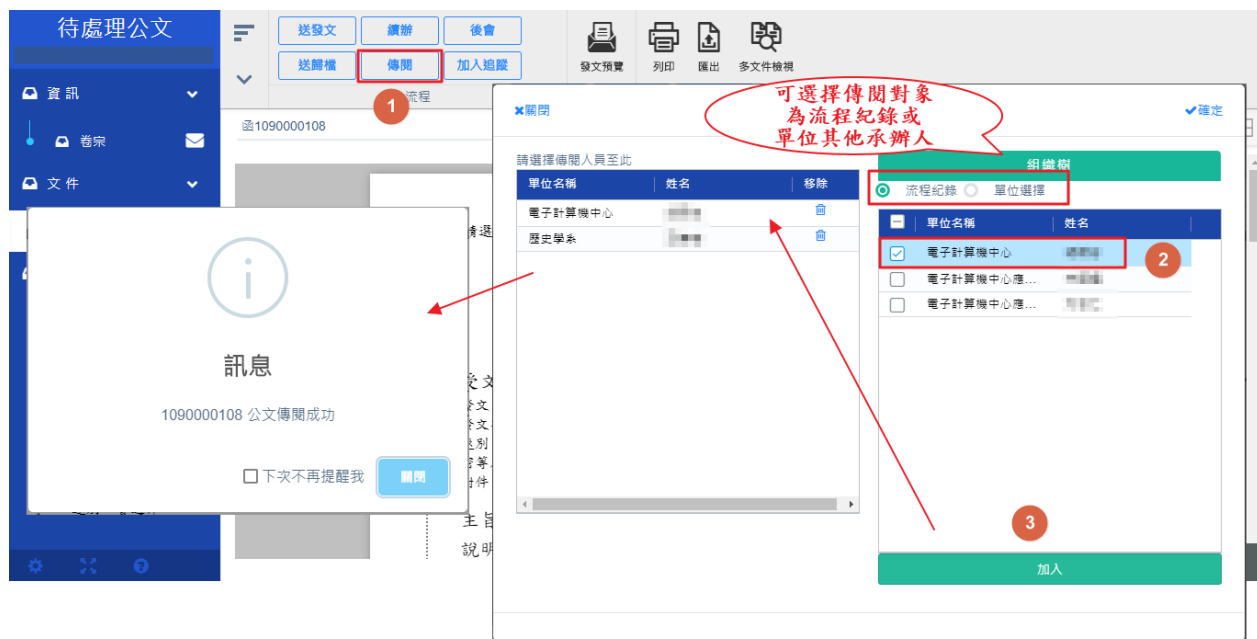 待處理公文
資訊
卷宗
文件
送發文 續辦 後會
送歸檔 傳閱 加入追蹤
流程
發文預覽 列印 匯出 多文件檢視
1
函1090000108
關閉
可選擇傳閱對象
為流程紀錄或
單位其他承辦人
確定
請選擇傳閱人員至此
單位名稱 姓名 移除
電子計算機中心
歷史學系
組織樹
流程紀錄 單位選擇
單位名稱 姓名
電子計算機中心
2
電子計算機中心應...
電子計算機中心應...
3
加入
訊息
1090000108 公文傳閱成功
下次不再提醒我 關閉
主旨
說明